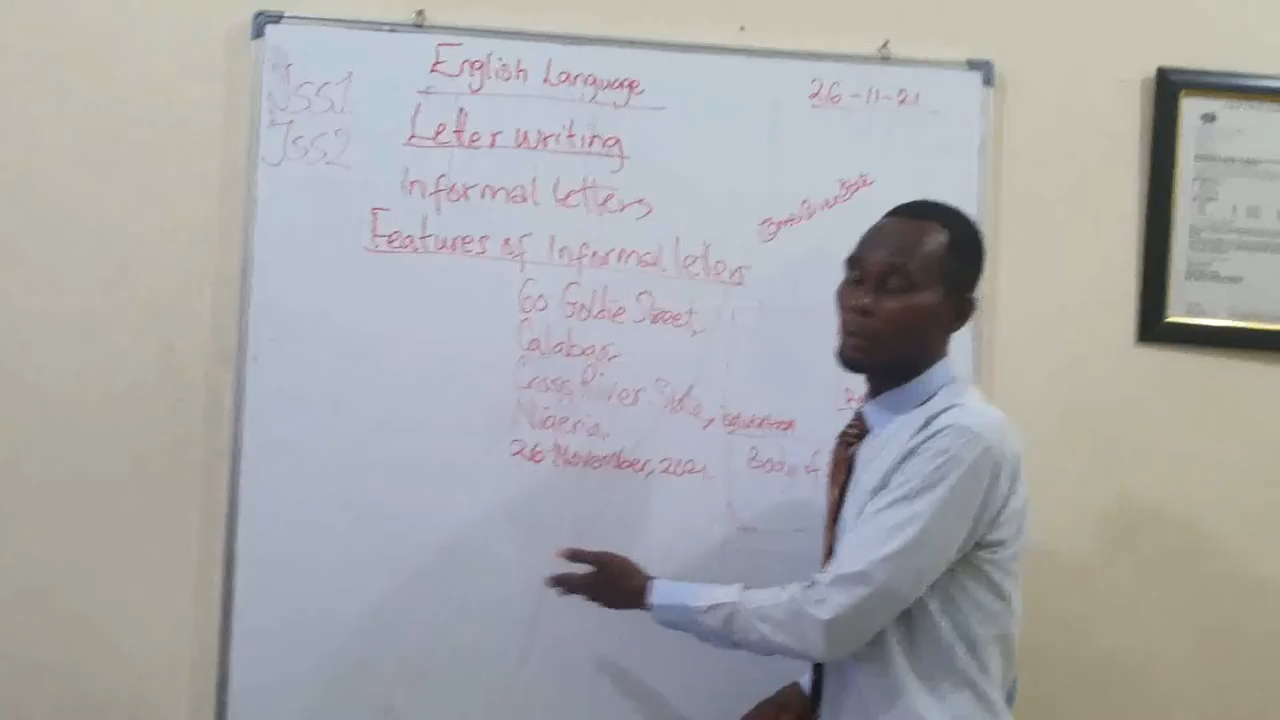 Jss1
Jss2
English Language
26-11-21
Letter writing
Informal letters
Features of Informal letters
60 Goldie Street,
Calabar,
Cross River State,
Nigeria.
26 November, 2021.